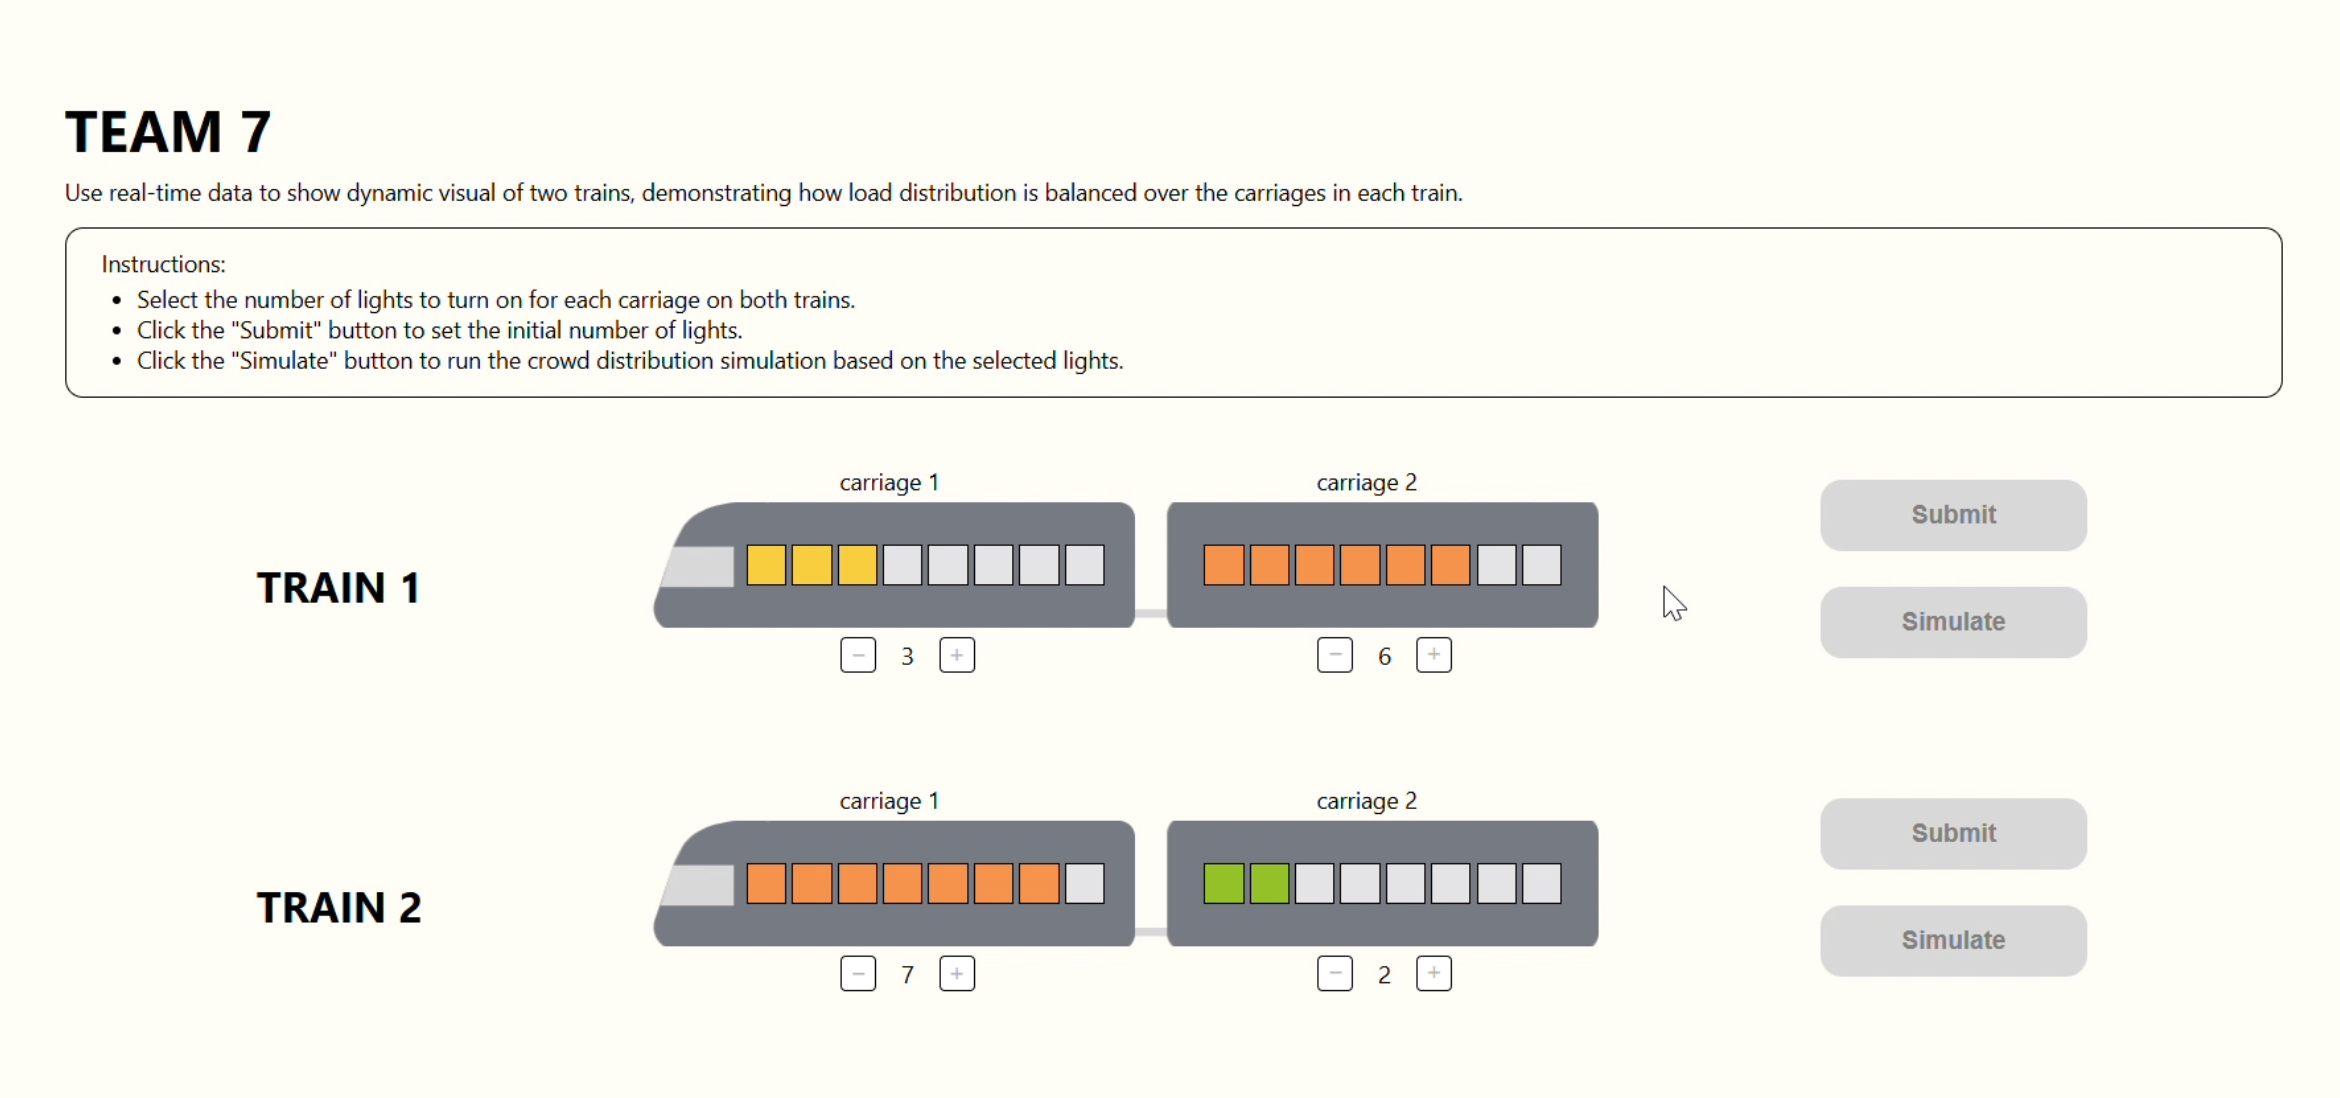 TEAM 7
Use real-time data to show dynamic visual of two trains, demonstrating how load distribution is balanced over the carriages in each train.
Instructions:
• Select the number of lights to turn on for each carriage on both trains.
• Click the "Submit" button to set the initial number of lights.
• Click the "Simulate" button to run the crowd distribution simulation based on the selected lights.
carriage 1 carriage 2
Submit
TRAIN 1
Simulate
− 3 + − 6 +
carriage 1 carriage 2
Submit
TRAIN 2
Simulate
− 7 + − 2 +